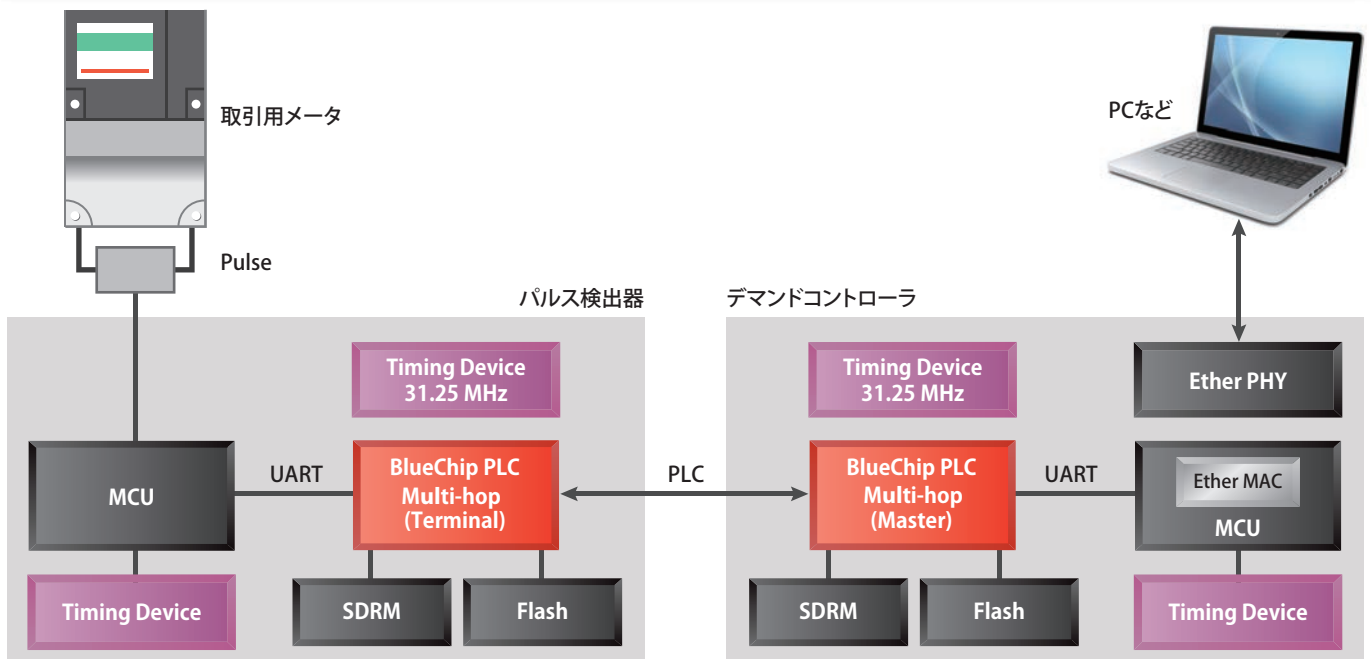 取引用メータ
PCなど
Pulse
パルス検出器
デマンドコントローラ
Timing Device
31.25 MHz
MCU
UART
BlueChip PLC
Multi-hop
(Terminal)
Timing Device
SDRM
Flash
PLC
Timing Device
31.25 MHz
Ether PHY
BlueChip PLC
Multi-hop
(Master)
UART
Ether MAC
MCU
SDRM
Flash
Timing Device